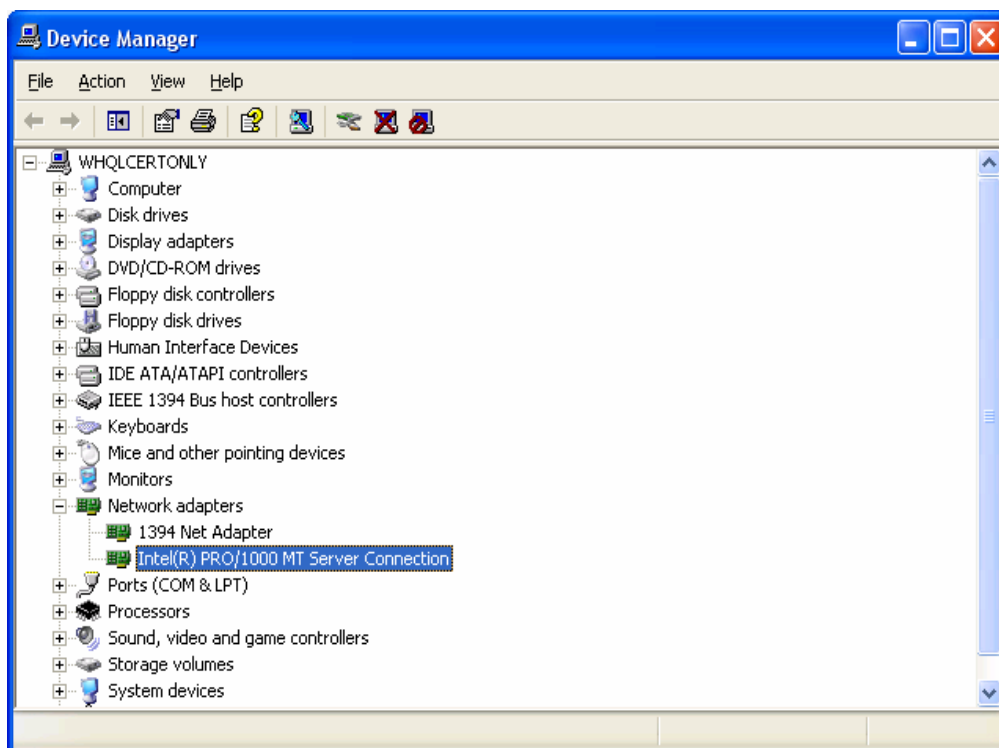 Device Manager
File Action View Help
WHQLCERTONLY
Computer
Disk drives
Display adapters
DVD/CD-ROM drives
Floppy disk controllers
Floppy disk drives
Human Interface Devices
IDE ATA/ATAPI controllers
IEEE 1394 Bus host controllers
Keyboards
Mice and other pointing devices
Monitors
Network adapters
1394 Net Adapter
Intel(R) PRO/1000 MT Server Connection
Ports (COM & LPT)
Processors
Sound, video and game controllers
Storage volumes
System devices